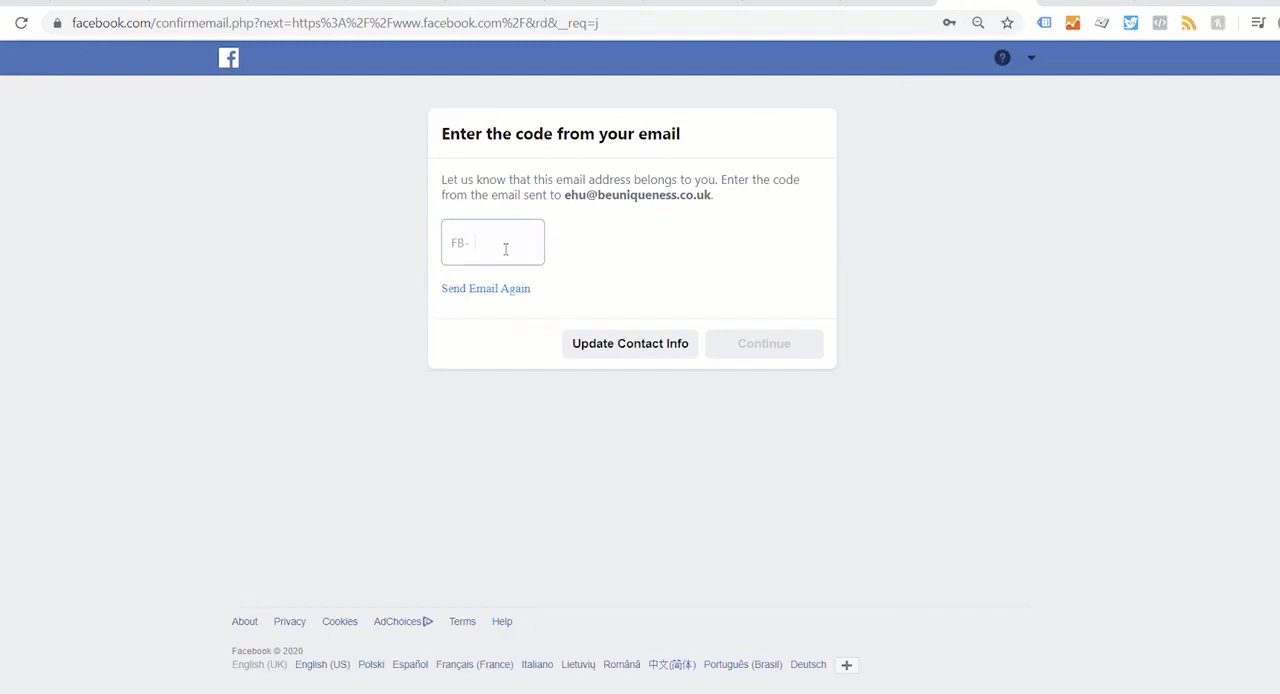 facebook.com/confirmemail.php?next=https%3A%2F%2Fwww.facebook.com%2F&rd&__req=j
Enter the code from your email
Let us know that this email address belongs to you. Enter the code
from the email sent to ehu@beuniqueness.co.uk.
FB-
Send Email Again
Update Contact Info Continue
About Privacy Cookies AdChoices Terms Help
Facebook © 2020
English (UK) English (US) Polski Español Français (France) Italiano Lietuvių Română 中文(简体) Português (Brasil) Deutsch